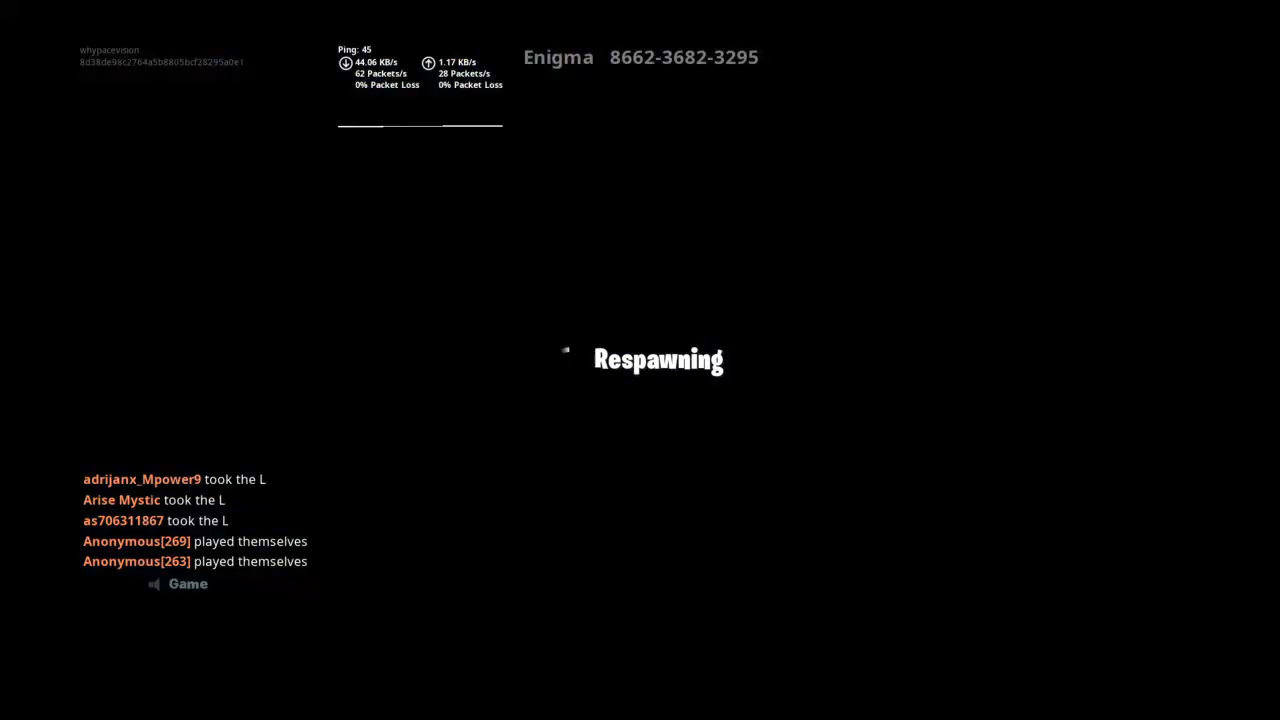 whypacevision
8d38de98c2764a5b8805bcf28295a0e1
Ping: 45
44.06 KB/s 1.17 KB/s
62 Packets/s 28 Packets/s
0% Packet Loss 0% Packet Loss
Enigma 8662-3682-3295
Respawning
adrijanx_Mpower9 took the L
Arise Mystic took the L
as706311867 took the L
Anonymous[269] played themselves
Anonymous[263] played themselves
Game